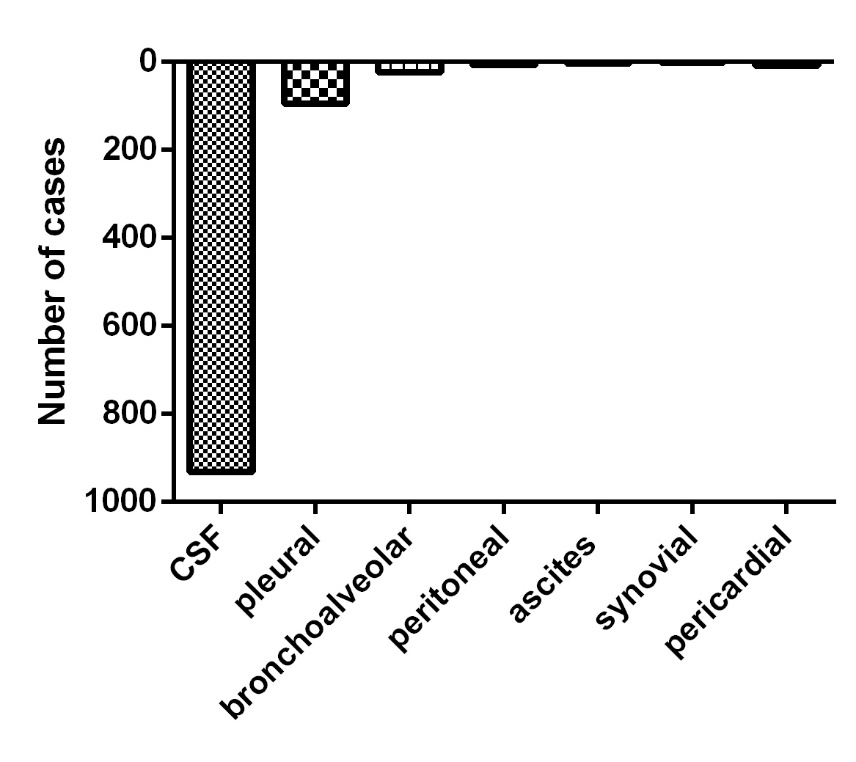 Number of cases
0
200
400
600
800
1000
CSF
pleural
bronchoalveolar
peritoneal
ascites
synovial
pericardial